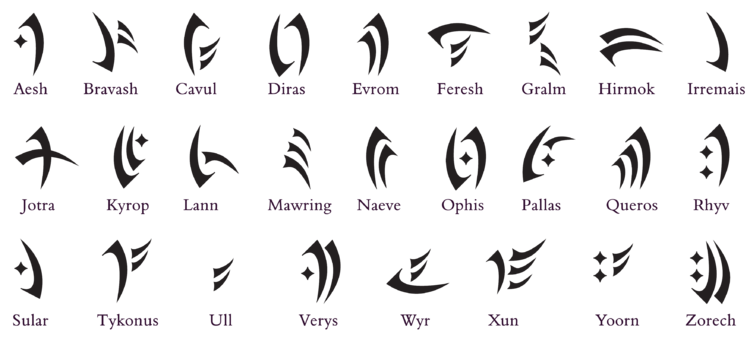 Aesh Bravash Cavul Diras Evrom Feresh Gralm Hirmok Irremais
Jotra Kyrop Lann Mawring Naeve Ophis Pallas Queros Rhyv
Sular Tykonus Ull Verys Wyr Xun Yoorn Zorech